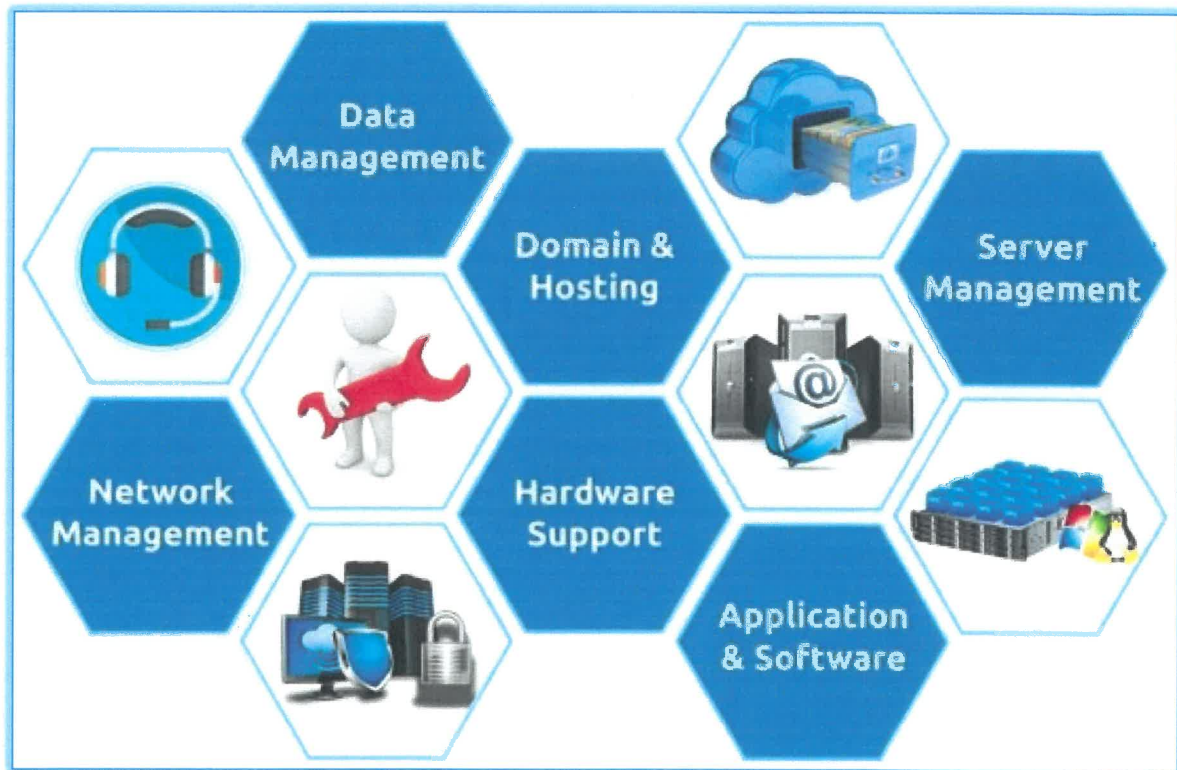 Data
Management
Domain &
Hosting
Server
Management
Network
Management
Hardware
Support
Application
& Software
@